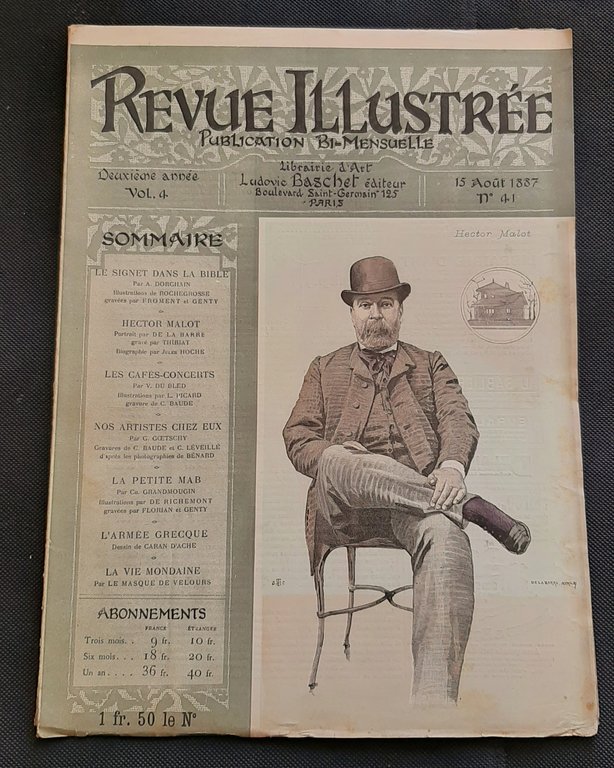 REVUE ILLUSTRÉE
PUBLICATION BI-MENSUELLE
Deuxième année
Vol. 4
Librairie d'Art
Ludovic Baschet éditeur
Boulevard Saint-Germain 125
PARIS
15 Août 1887
N° 41
SOMMAIRE
LE SIGNET DANS LA BIBLE
Par A. DORCHAIN
Illustrations de ROCHEGROSSE
gravées par FROMENT et GENTY
HECTOR MALOT
Portrait par DE LA BARRE
gravé par THIRIAT
Biographie par JULES HOCHE
LES CAFÉS-CONCERTS
Par V. DU BLED
Illustrations par L. PICARD
gravure de C. BAUDE
NOS ARTISTES CHEZ EUX
Par G. GŒTSCHY
Gravures de C. BAUDE et C. LÉVEILLÉ
d'après les photographies de BÉNARD
LA PETITE MAB
Par CH. GRANDMOUGIN
Illustrations par DE RICHEMONT
gravées par FLORIAN et GENTY
L'ARMÉE GRECQUE
Dessin de CARAN D'ACHE
LA VIE MONDAINE
Par LE MASQUE DE VELOURS
ABONNEMENTS
FRANCE ÉTRANGER
Trois mois. . 9 fr. 10 fr.
Six mois. . . 18 fr. 20 fr.
Un an. . . . 36 fr. 40 fr.
1 fr. 50 le N°
Hector Malot